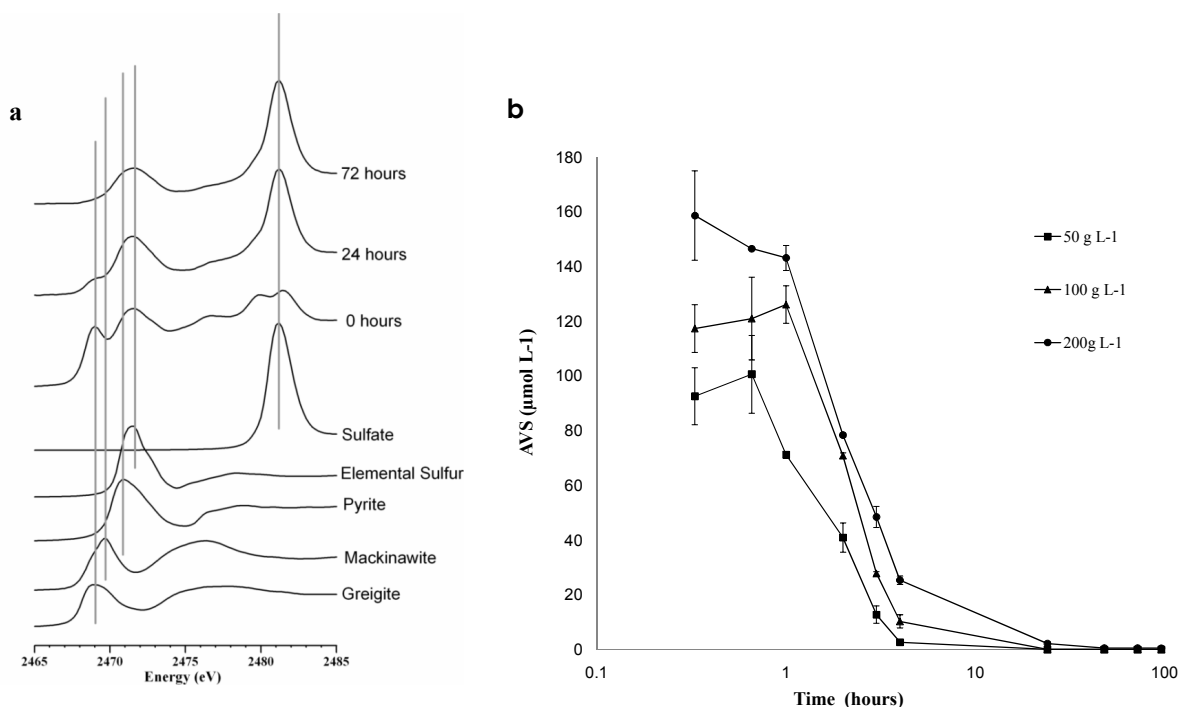 a
72 hours
24 hours
0 hours
Sulfate
Elemental Sulfur
Pyrite
Mackinawite
Greigite
2465 2470 2475 2480 2485
Energy (eV)
b
180
160
140
120
100
80
60
40
20
0
0.1 1 10 100
AVS (µmol L-1)
Time (hours)
50 g L-1
100 g L-1
200g L-1